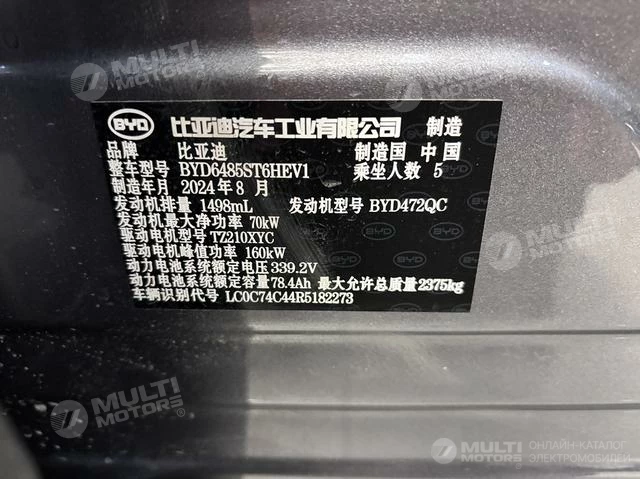 MULTI MOTORS®
MULTI MOTORS®
BYD 比亚迪汽车工业有限公司 制造
品牌 比亚迪 制造国 中国
整车型号 BYD6485ST6HEV1 乘坐人数 5
制造年月 2024年8月
发动机排量 1498mL 发动机型号 BYD472QC
发动机最大净功率 70kW
驱动电机型号 TZ210XYC
驱动电机峰值功率 160kW
动力电池系统额定电压 339.2V
动力电池系统额定容量 78.4Ah 最大允许总质量 2375kg
车辆识别代号 LC0C74C44R5182273
MULTI MOTORS®
MULTI MOTORS®
MULTI MOTORS® ОНЛАЙН-КАТАЛОГ ЭЛЕКТРОМОБИЛЕЙ